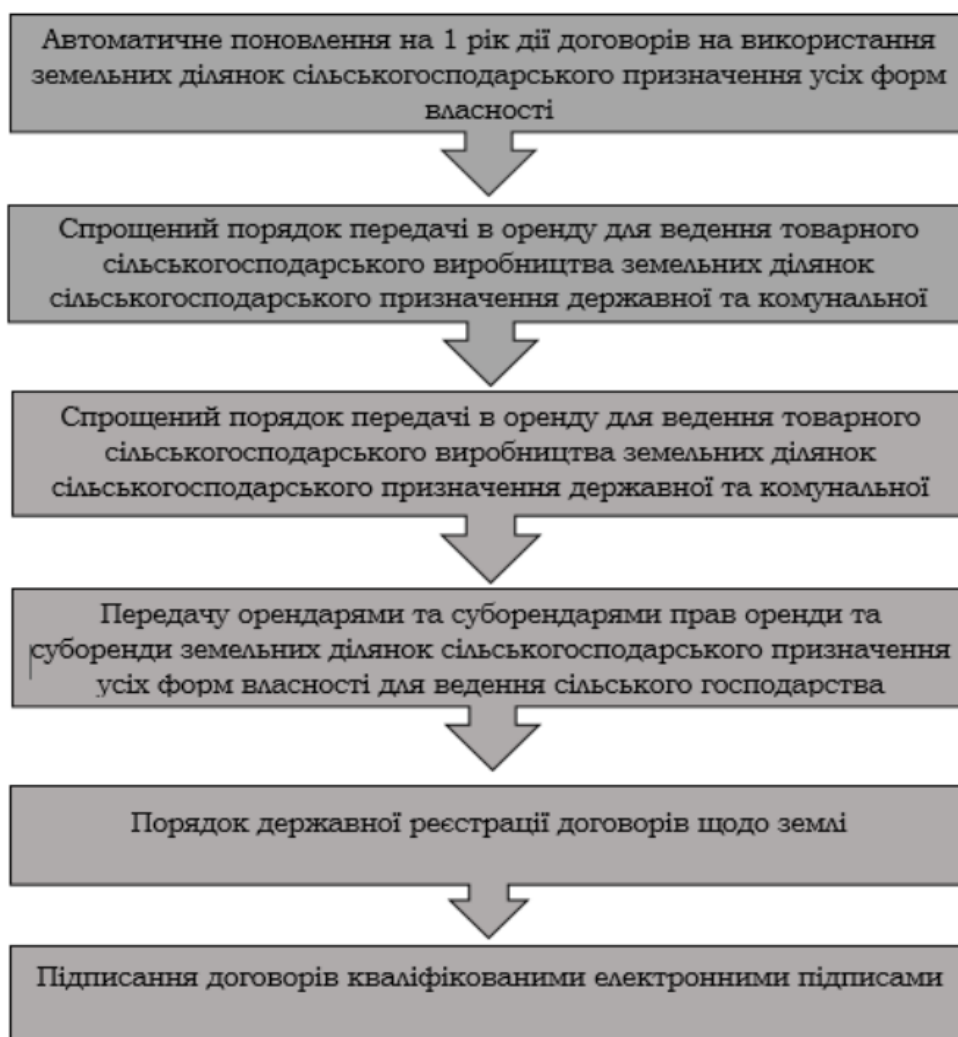 Автоматичне поновлення на 1 рік дії договорів на використання
земельних ділянок сільськогосподарського призначення усіх форм
власності
Спрощений порядок передачі в оренду для ведення товарного
сільськогосподарського виробництва земельних ділянок
сільськогосподарського призначення державної та комунальної
Спрощений порядок передачі в оренду для ведення товарного
сільськогосподарського виробництва земельних ділянок
сільськогосподарського призначення державної та комунальної
Передачу орендарями та суборендарями прав оренди та
суборенди земельних ділянок сільськогосподарського призначення
усіх форм власності для ведення сільського господарства
Порядок державної реєстрації договорів щодо землі
Підписання договорів кваліфікованими електронними підписами